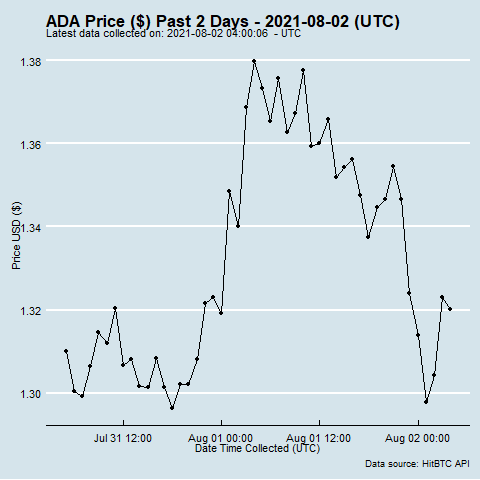 ADA Price ($) Past 2 Days - 2021-08-02 (UTC)
Latest data collected on: 2021-08-02 04:00:06 - UTC
1.38
1.36
1.34
1.32
1.30
Price USD ($)
Jul 31 12:00 Aug 01 00:00 Aug 01 12:00 Aug 02 00:00
Date Time Collected (UTC)
Data source: HitBTC API